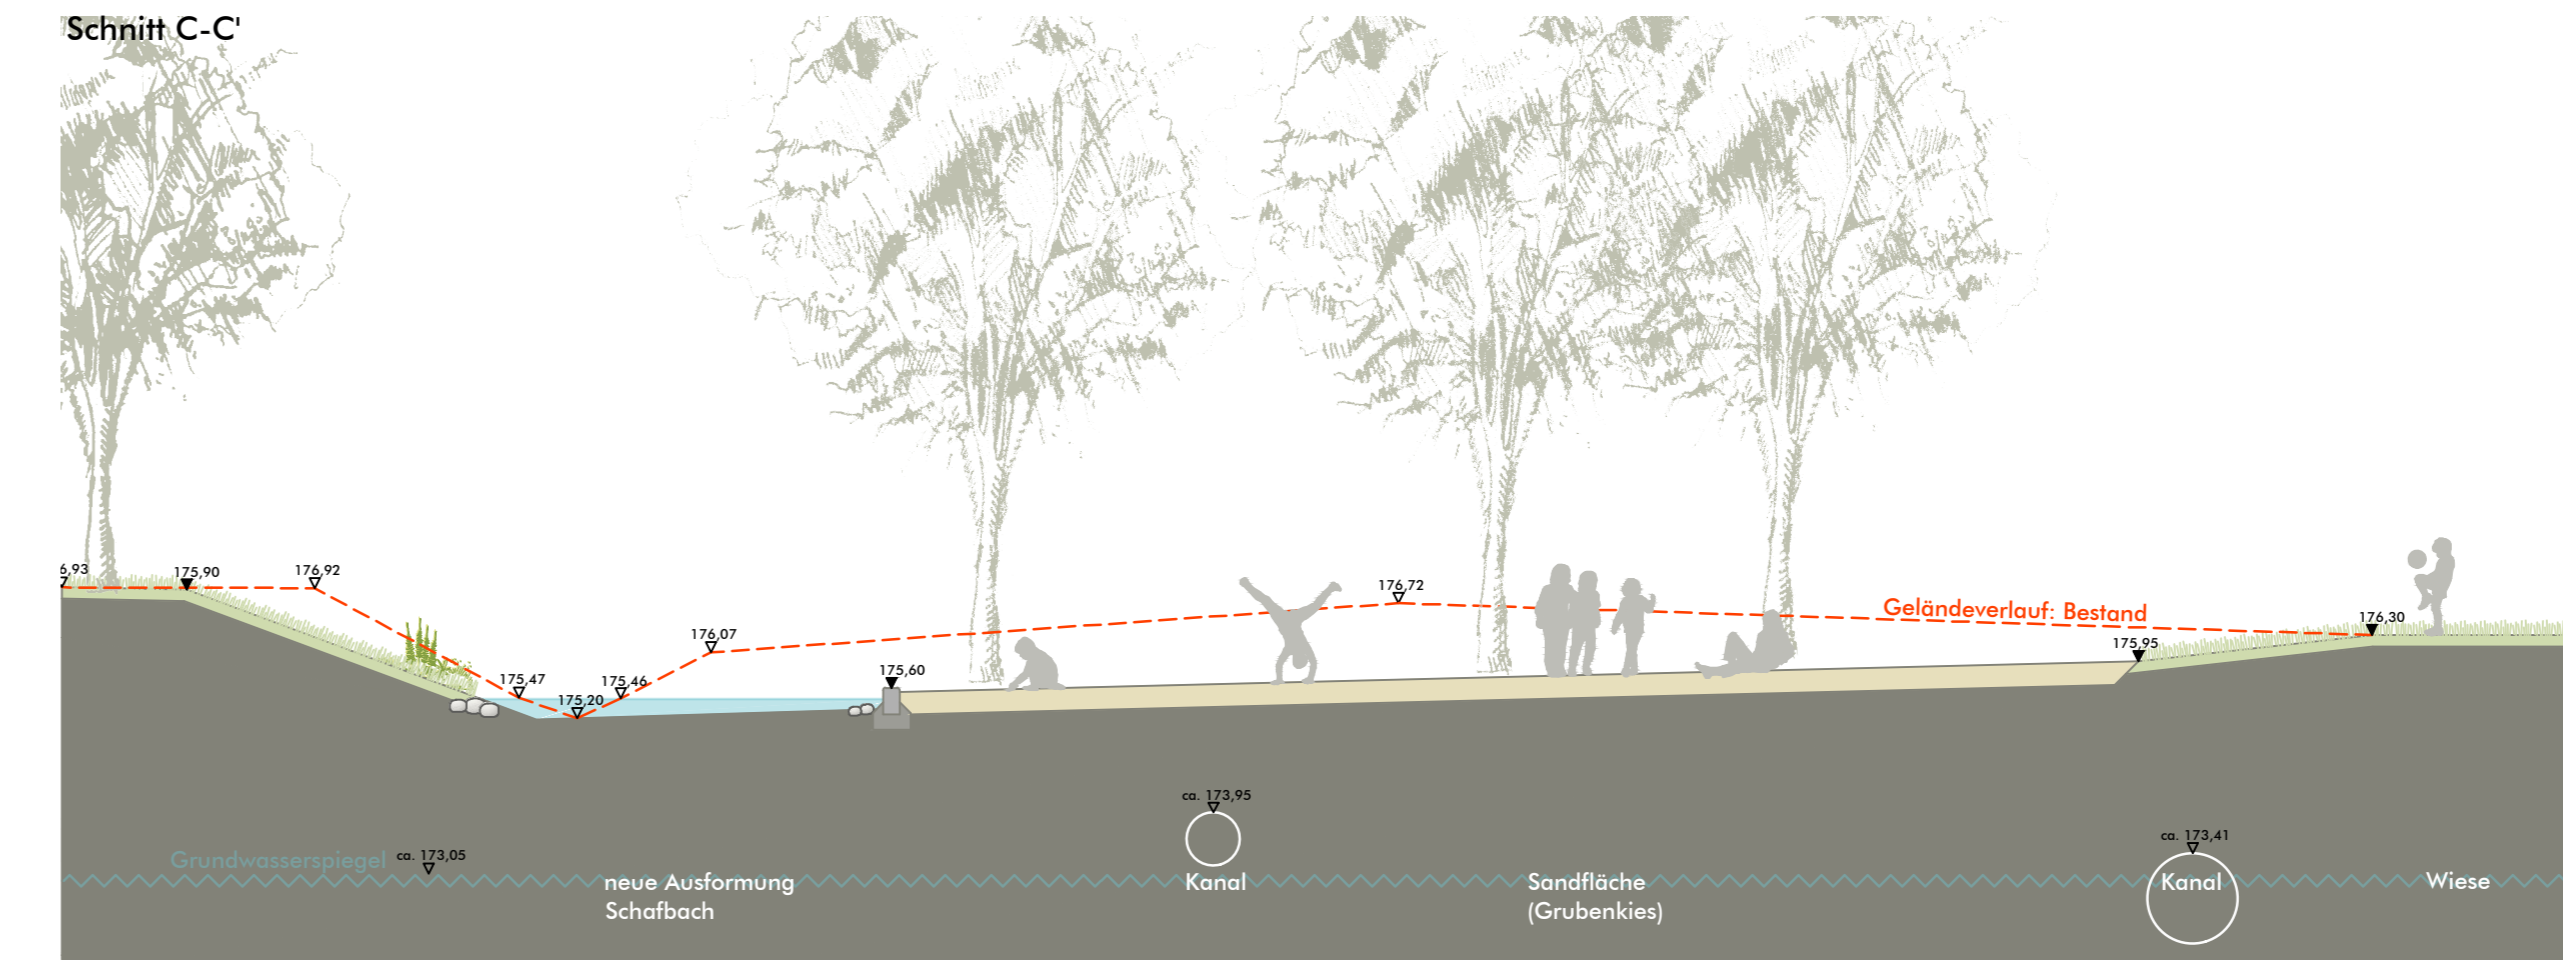 Schnitt C-C'
6,93
175,90
176,92
175,47
175,20
175,46
176,07
175,60
176,72
Geländeverlauf: Bestand
175,95
176,30
ca. 173,95
Kanal
ca. 173,41
Kanal
Grundwasserspiegel
ca. 173,05
neue Ausformung
Schafbach
Sandfläche
(Grubenkies)
Wiese